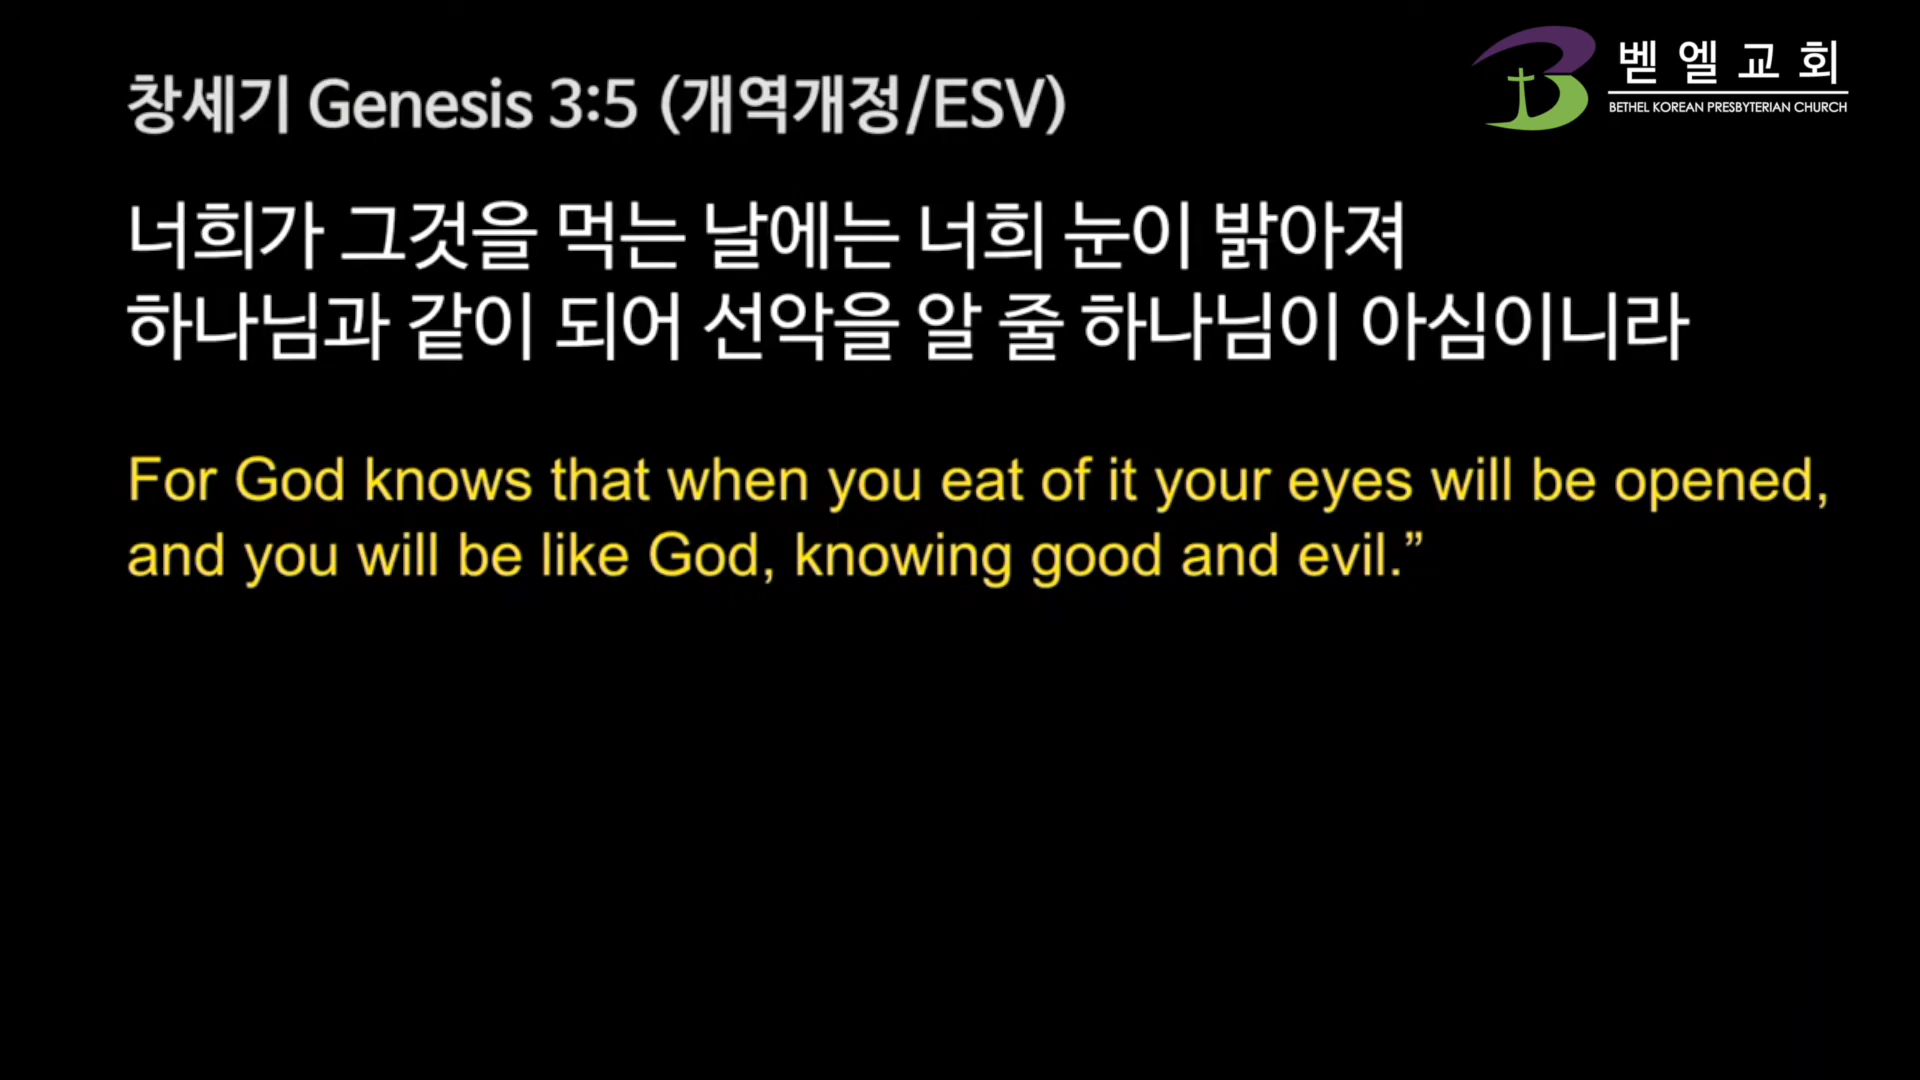 창세기 Genesis 3:5 (개역개정/ESV)
벧엘교회
BETHEL KOREAN PRESBYTERIAN CHURCH
너희가 그것을 먹는 날에는 너희 눈이 밝아져
하나님과 같이 되어 선악을 알 줄 하나님이 아심이니라
For God knows that when you eat of it your eyes will be opened,
and you will be like God, knowing good and evil.”